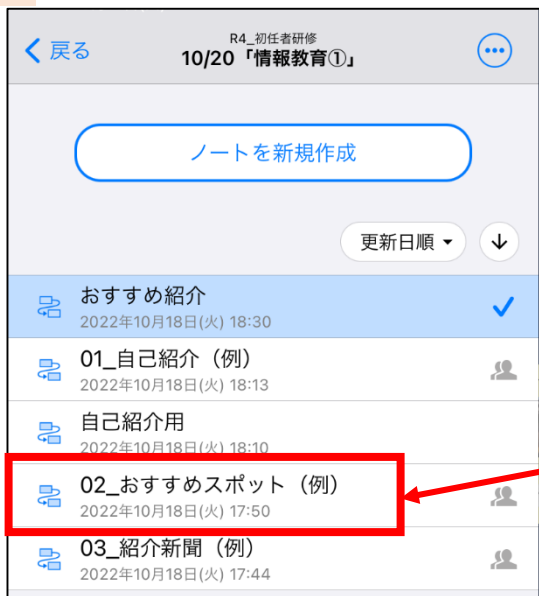 戻る
R4_初任者研修
10/20「情報教育①」
ノートを新規作成
更新日順
おすすめ紹介
2022年10月18日(火) 18:30
01_自己紹介（例）
2022年10月18日(火) 18:13
自己紹介用
2022年10月18日(火) 18:10
02_おすすめスポット（例）
2022年10月18日(火) 17:50
03_紹介新聞（例）
2022年10月18日(火) 17:44